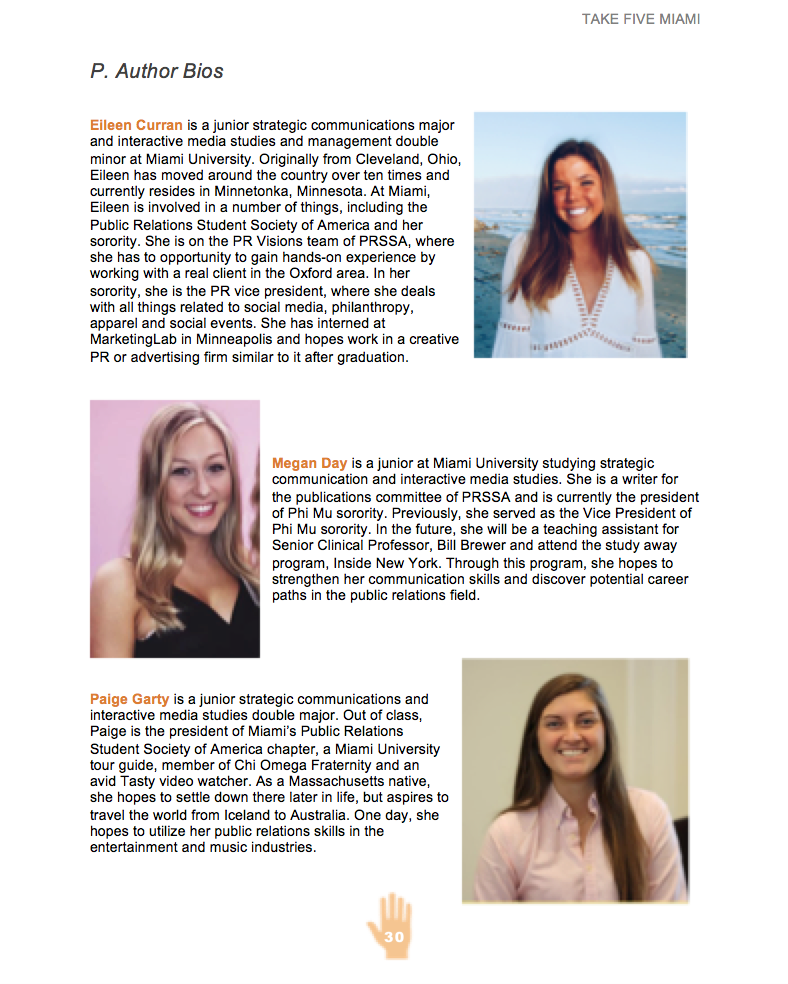 TAKE FIVE MIAMI
P. Author Bios
Eileen Curran is a junior strategic communications major
and interactive media studies and management double
minor at Miami University. Originally from Cleveland, Ohio,
Eileen has moved around the country over ten times and
currently resides in Minnetonka, Minnesota. At Miami,
Eileen is involved in a number of things, including the
Public Relations Student Society of America and her
sorority. She is on the PR Visions team of PRSSA, where
she has to opportunity to gain hands-on experience by
working with a real client in the Oxford area. In her
sorority, she is the PR vice president, where she deals
with all things related to social media, philanthropy,
apparel and social events. She has interned at
MarketingLab in Minneapolis and hopes work in a creative
PR or advertising firm similar to it after graduation.
Megan Day is a junior at Miami University studying strategic
communication and interactive media studies. She is a writer for
the publications committee of PRSSA and is currently the president
of Phi Mu sorority. Previously, she served as the Vice President of
Phi Mu sorority. In the future, she will be a teaching assistant for
Senior Clinical Professor, Bill Brewer and attend the study away
program, Inside New York. Through this program, she hopes to
strengthen her communication skills and discover potential career
paths in the public relations field.
Paige Garty is a junior strategic communications and
interactive media studies double major. Out of class,
Paige is the president of Miami’s Public Relations
Student Society of America chapter, a Miami University
tour guide, member of Chi Omega Fraternity and an
avid Tasty video watcher. As a Massachusetts native,
she hopes to settle down there later in life, but aspires to
travel the world from Iceland to Australia. One day, she
hopes to utilize her public relations skills in the
entertainment and music industries.
30